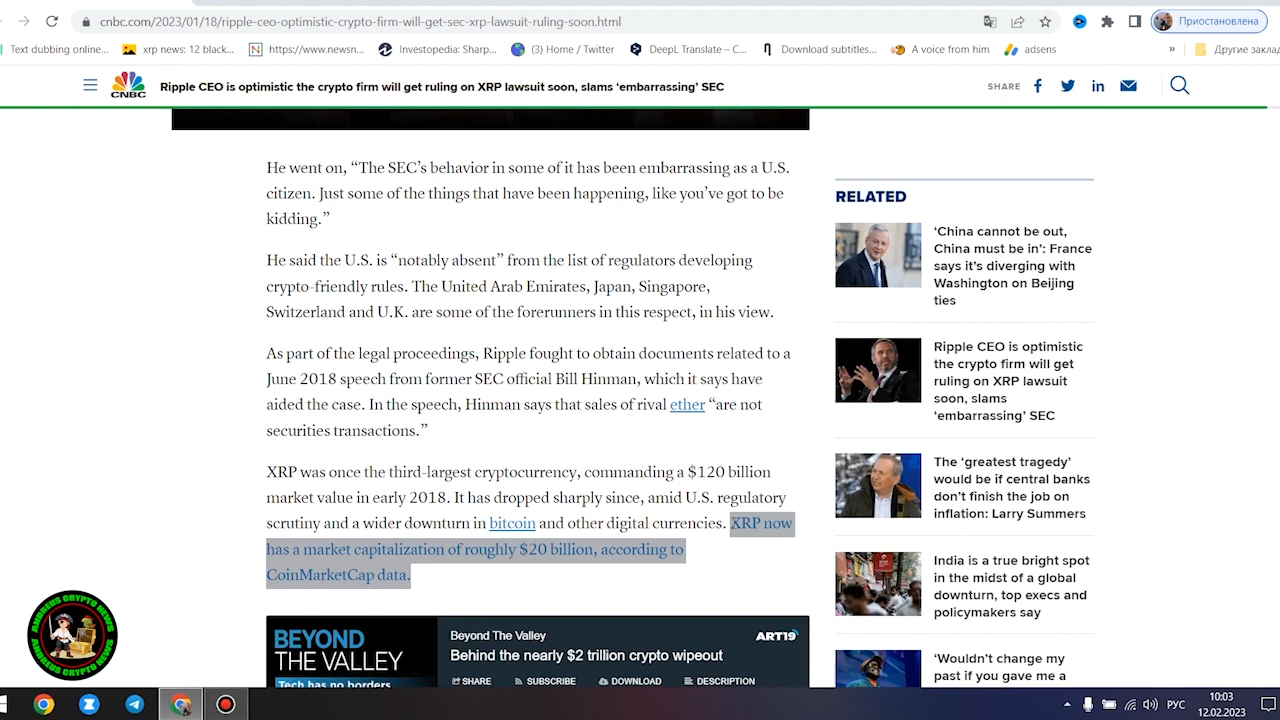 cnbc.com/2023/01/18/ripple-ceo-optimistic-crypto-firm-will-get-sec-xrp-lawsuit-ruling-soon.html
Приостановлена
Text dubbing online...
xrp news: 12 black...
https://www.newsn...
Investopedia: Sharp...
(3) Home / Twitter
DeepL Translate – C...
Download subtitles...
A voice from him
adsens
»
Другие закла
CNBC
Ripple CEO is optimistic the crypto firm will get ruling on XRP lawsuit soon, slams ‘embarrassing’ SEC
SHARE
He went on, “The SEC’s behavior in some of it has been embarrassing as a U.S.
citizen. Just some of the things that have been happening, like you’ve got to be
kidding.”
He said the U.S. is “notably absent” from the list of regulators developing
crypto-friendly rules. The United Arab Emirates, Japan, Singapore,
Switzerland and U.K. are some of the forerunners in this respect, in his view.
As part of the legal proceedings, Ripple fought to obtain documents related to a
June 2018 speech from former SEC official Bill Hinman, which it says have
aided the case. In the speech, Hinman says that sales of rival ether “are not
securities transactions.”
XRP was once the third-largest cryptocurrency, commanding a $120 billion
market value in early 2018. It has dropped sharply since, amid U.S. regulatory
scrutiny and a wider downturn in bitcoin and other digital currencies. XRP now
has a market capitalization of roughly $20 billion, according to
CoinMarketCap data.
RELATED
‘China cannot be out,
China must be in’: France
says it’s diverging with
Washington on Beijing
ties
Ripple CEO is optimistic
the crypto firm will get
ruling on XRP lawsuit
soon, slams
‘embarrassing’ SEC
The ‘greatest tragedy’
would be if central banks
don’t finish the job on
inflation: Larry Summers
India is a true bright spot
in the midst of a global
downturn, top execs and
policymakers say
‘Wouldn’t change my
past if you gave me a
BEYOND
THE VALLEY
Tech has no borders
Beyond The Valley
Behind the nearly $2 trillion crypto wipeout
ART19
SHARE
SUBSCRIBE
DOWNLOAD
DESCRIPTION
ANDREUS CRYPTO NEWS
ANDREUS CRYPTO NEWS
РУС
10:03
12.02.2023